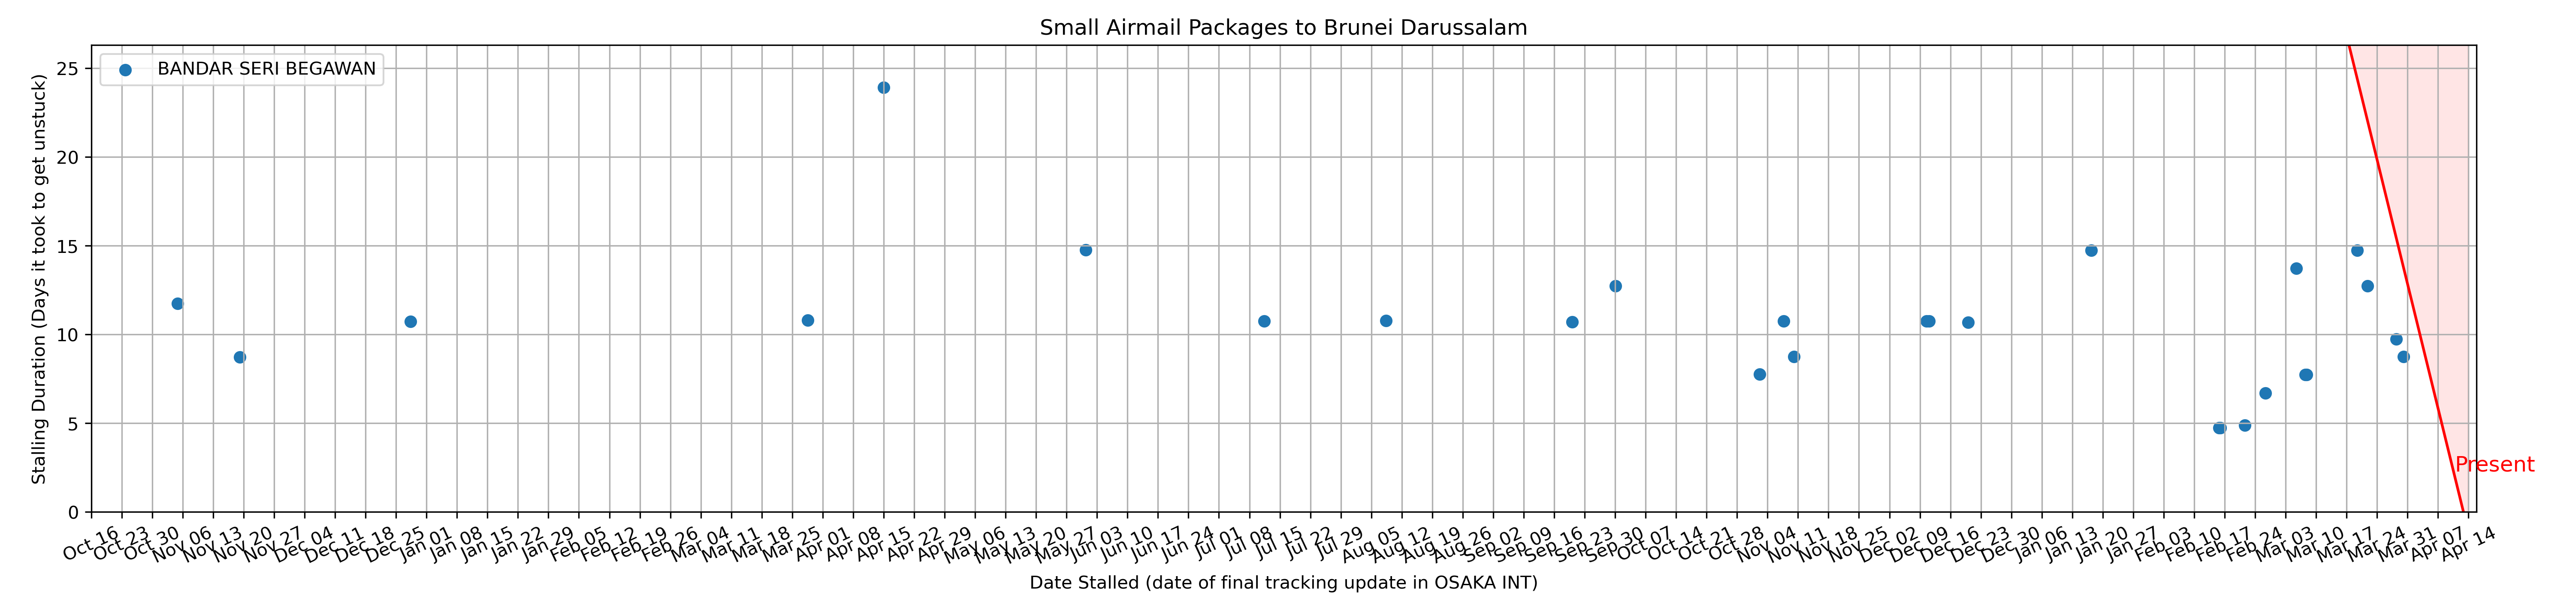 Small Airmail Packages to Brunei Darussalam
BANDAR SERI BEGAWAN
Stalling Duration (Days it took to get unstuck)
25
20
15
10
5
0
Oct 16 Oct 23 Oct 30 Nov 06 Nov 13 Nov 20 Nov 27 Dec 04 Dec 11 Dec 18 Dec 25 Jan 01 Jan 08 Jan 15 Jan 22 Jan 29 Feb 05 Feb 12 Feb 19 Feb 26 Mar 04 Mar 11 Mar 18 Mar 25 Apr 01 Apr 08 Apr 15 Apr 22 Apr 29 May 06 May 13 May 20 May 27 Jun 03 Jun 10 Jun 17 Jun 24 Jul 01 Jul 08 Jul 15 Jul 22 Jul 29 Aug 05 Aug 12 Aug 19 Aug 26 Sep 02 Sep 09 Sep 16 Sep 23 Sep 30 Oct 07 Oct 14 Oct 21 Oct 28 Nov 04 Nov 11 Nov 18 Nov 25 Dec 02 Dec 09 Dec 16 Dec 23 Dec 30 Jan 06 Jan 13 Jan 20 Jan 27 Feb 03 Feb 10 Feb 17 Feb 24 Mar 03 Mar 10 Mar 17 Mar 24 Mar 31 Apr 07 Apr 14
Present
Date Stalled (date of final tracking update in OSAKA INT)